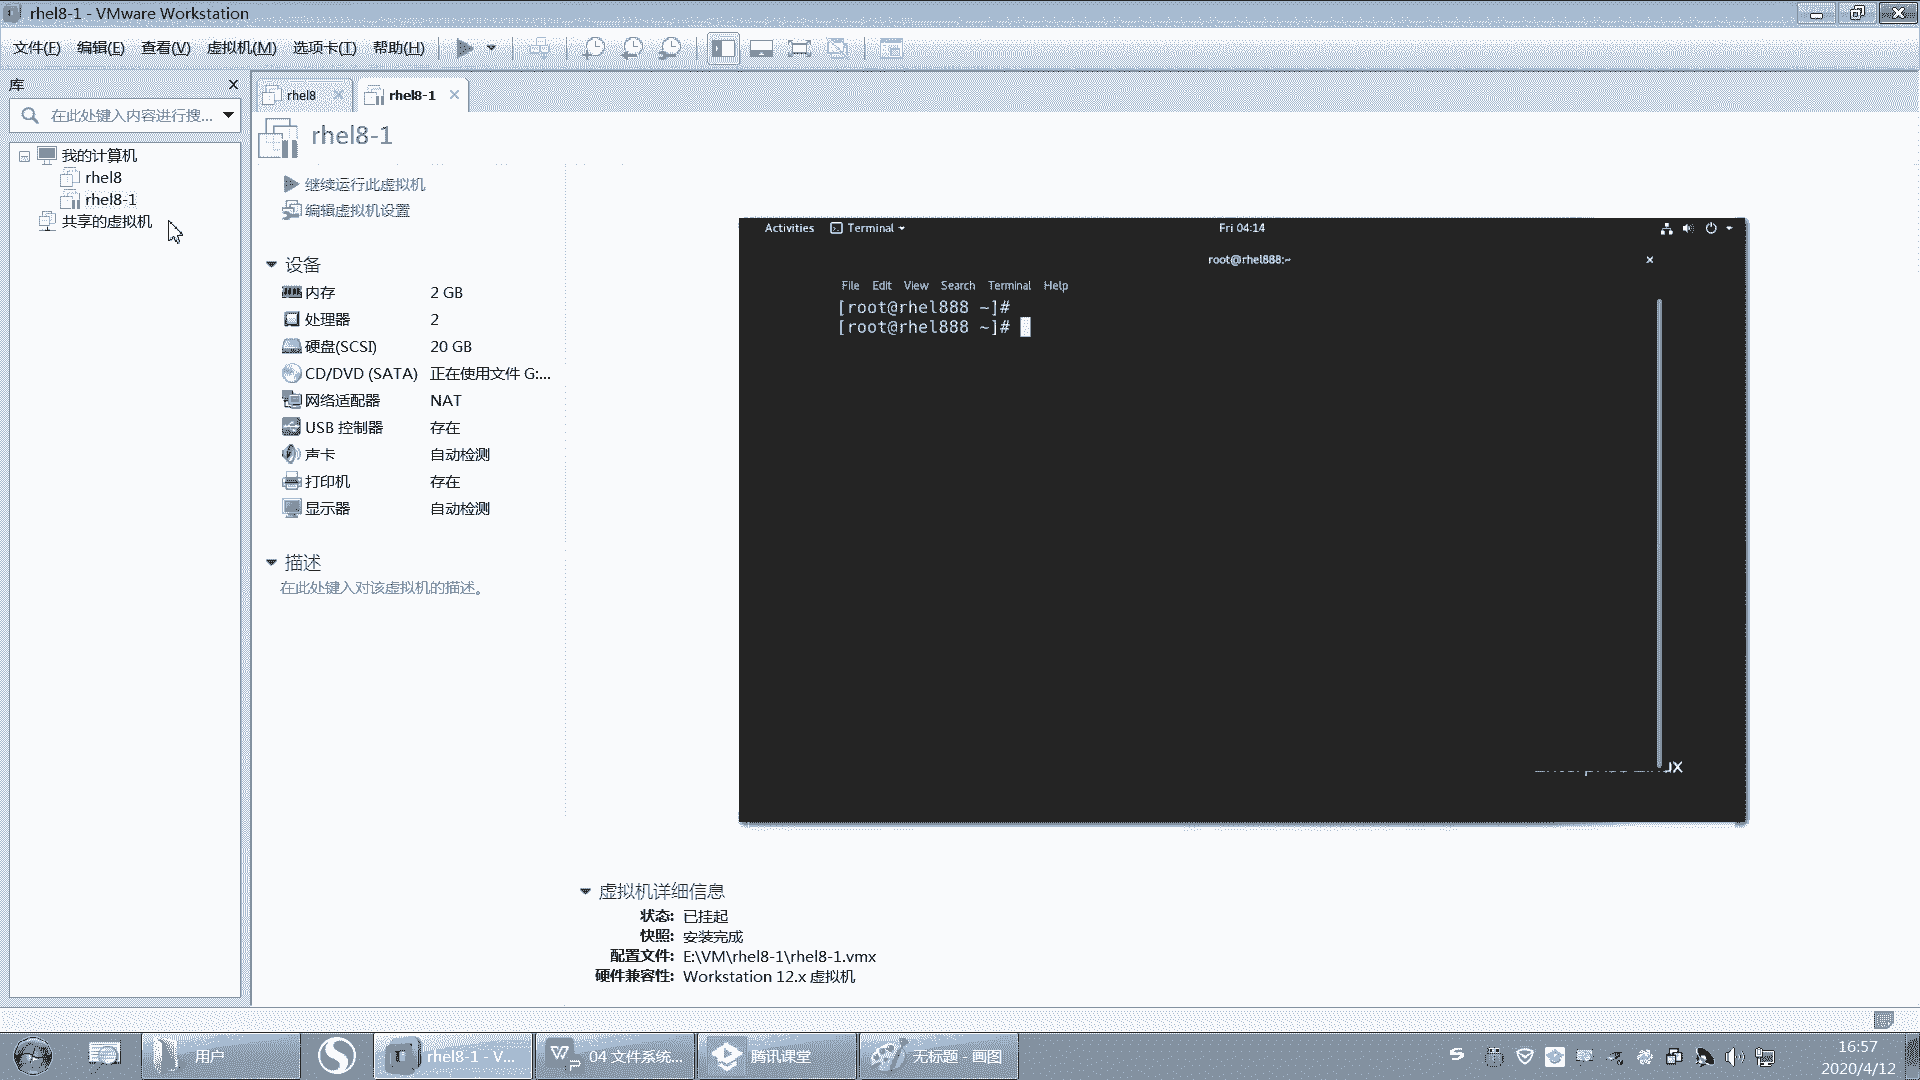 rhel8-1 - VMware Workstation
文件(F) 编辑(E) 查看(V) 虚拟机(M) 选项卡(T) 帮助(H)
库
在此处键入内容进行搜...
我的计算机
rhel8
rhel8-1
共享的虚拟机
rhel8
rhel8-1
rhel8-1
继续运行此虚拟机
编辑虚拟机设置
设备
内存 2 GB
处理器 2
硬盘(SCSI) 20 GB
CD/DVD (SATA) 正在使用文件 G:...
网络适配器 NAT
USB 控制器 存在
声卡 自动检测
打印机 存在
显示器 自动检测
描述
在此处键入对该虚拟机的描述。
Activities Terminal Fri 04:14
root@rhel888:~
File Edit View Search Terminal Help
[root@rhel888 ~]#
[root@rhel888 ~]#
虚拟机详细信息
状态: 已挂起
快照: 安装完成
配置文件: E:\VM\rhel8-1\rhel8-1.vmx
硬件兼容性: Workstation 12.x 虚拟机
用户
rhel8-1 - V...
04 文件系统...
腾讯课堂
无标题 - 画图
16:57
2020/4/12